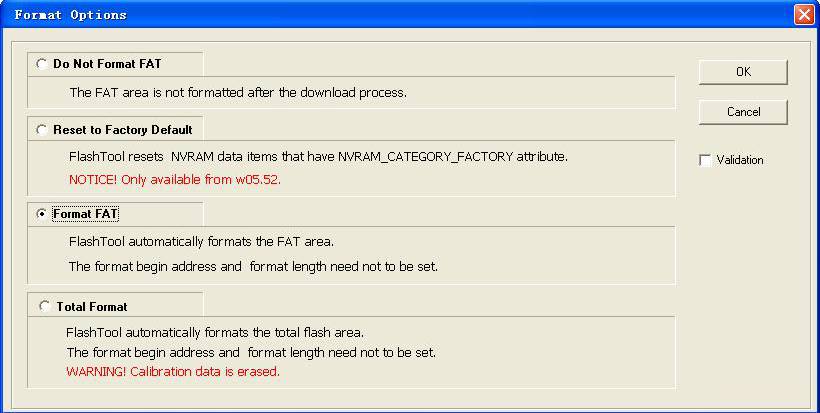 Format Options
Do Not Format FAT
OK
The FAT area is not formatted after the download process.
Cancel
Reset to Factory Default
FlashTool resets NVRAM data items that have NVRAM_CATEGORY_FACTORY attribute.
Validation
NOTICE! Only available from w05.52.
Format FAT
FlashTool automatically formats the FAT area.
The format begin address and format length need not to be set.
Total Format
FlashTool automatically formats the total flash area.
The format begin address and format length need not to be set.
WARNING! Calibration data is erased.